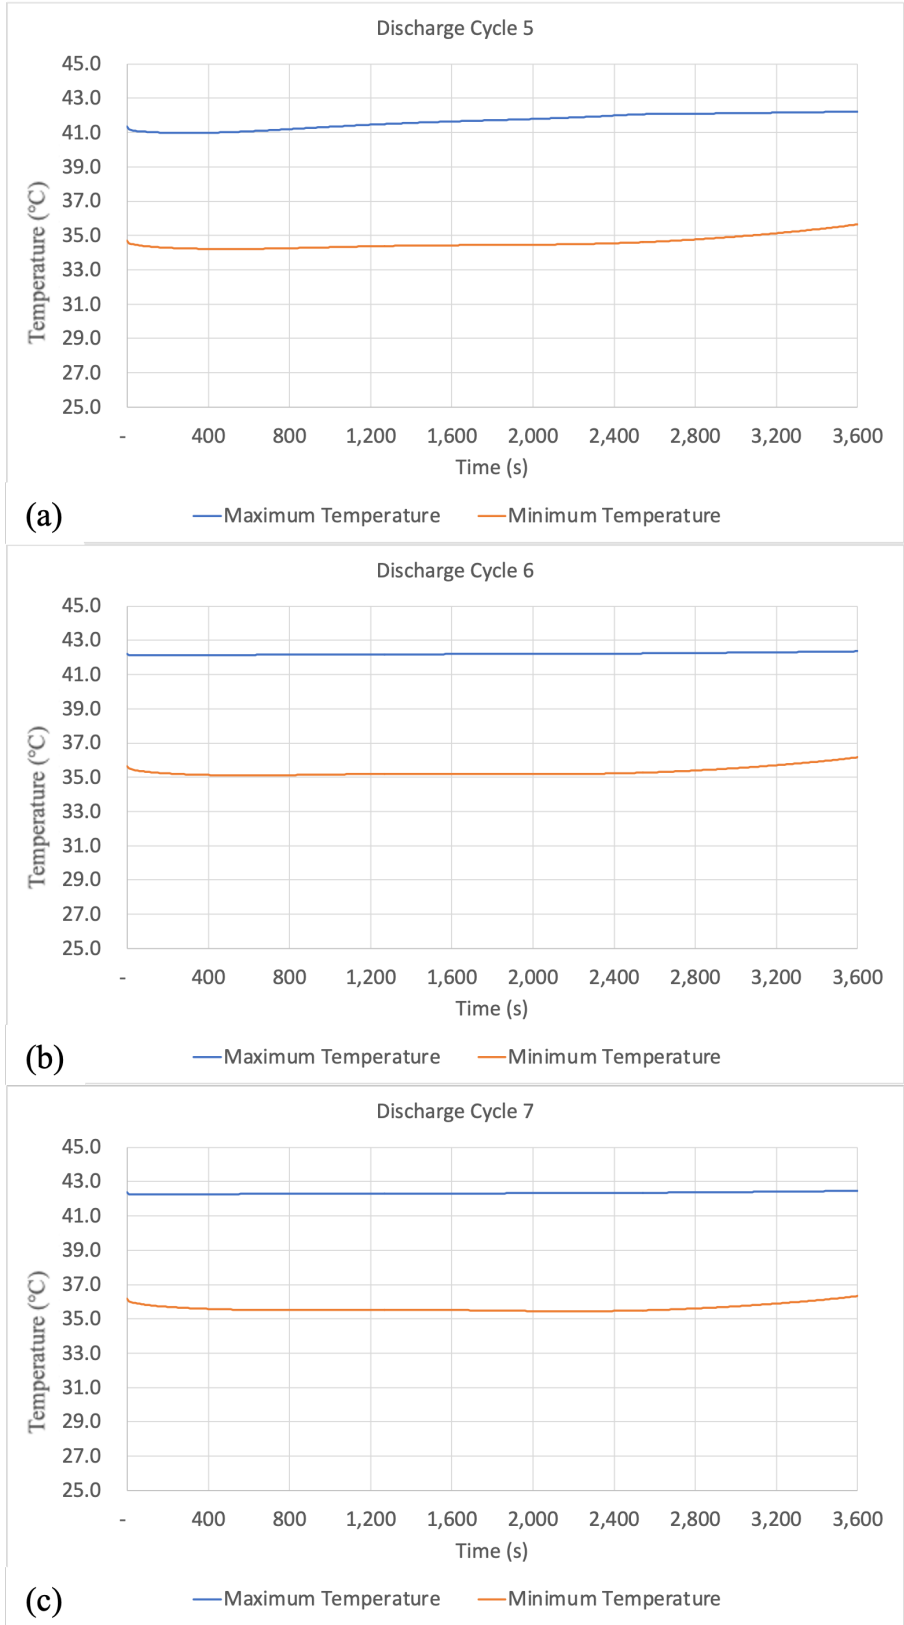 Discharge Cycle 5
45.0
43.0
41.0
39.0
37.0
35.0
33.0
31.0
29.0
27.0
25.0
Temperature (°C)
- 400 800 1,200 1,600 2,000 2,400 2,800 3,200 3,600
Time (s)
(a)
Maximum Temperature Minimum Temperature
Discharge Cycle 6
45.0
43.0
41.0
39.0
37.0
35.0
33.0
31.0
29.0
27.0
25.0
Temperature (°C)
- 400 800 1,200 1,600 2,000 2,400 2,800 3,200 3,600
Time (s)
(b)
Maximum Temperature Minimum Temperature
Discharge Cycle 7
45.0
43.0
41.0
39.0
37.0
35.0
33.0
31.0
29.0
27.0
25.0
Temperature (°C)
- 400 800 1,200 1,600 2,000 2,400 2,800 3,200 3,600
Time (s)
(c)
Maximum Temperature Minimum Temperature